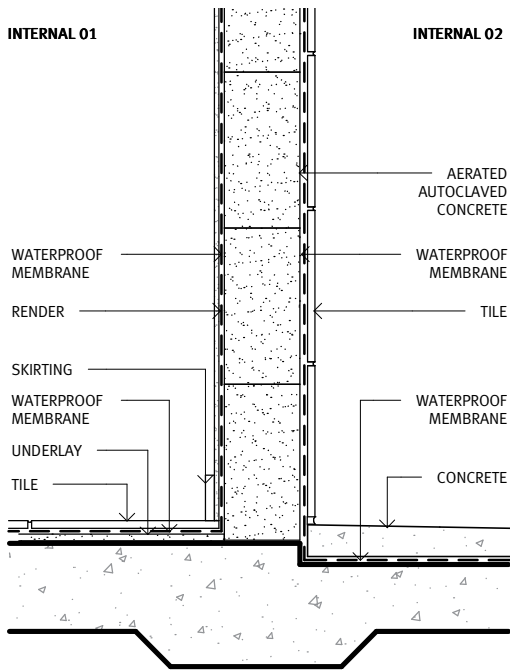 INTERNAL 01
INTERNAL 02
AERATED
AUTOCLAVED
CONCRETE
WATERPROOF
MEMBRANE
WATERPROOF
MEMBRANE
RENDER
TILE
SKIRTING
WATERPROOF
MEMBRANE
WATERPROOF
MEMBRANE
UNDERLAY
CONCRETE
TILE